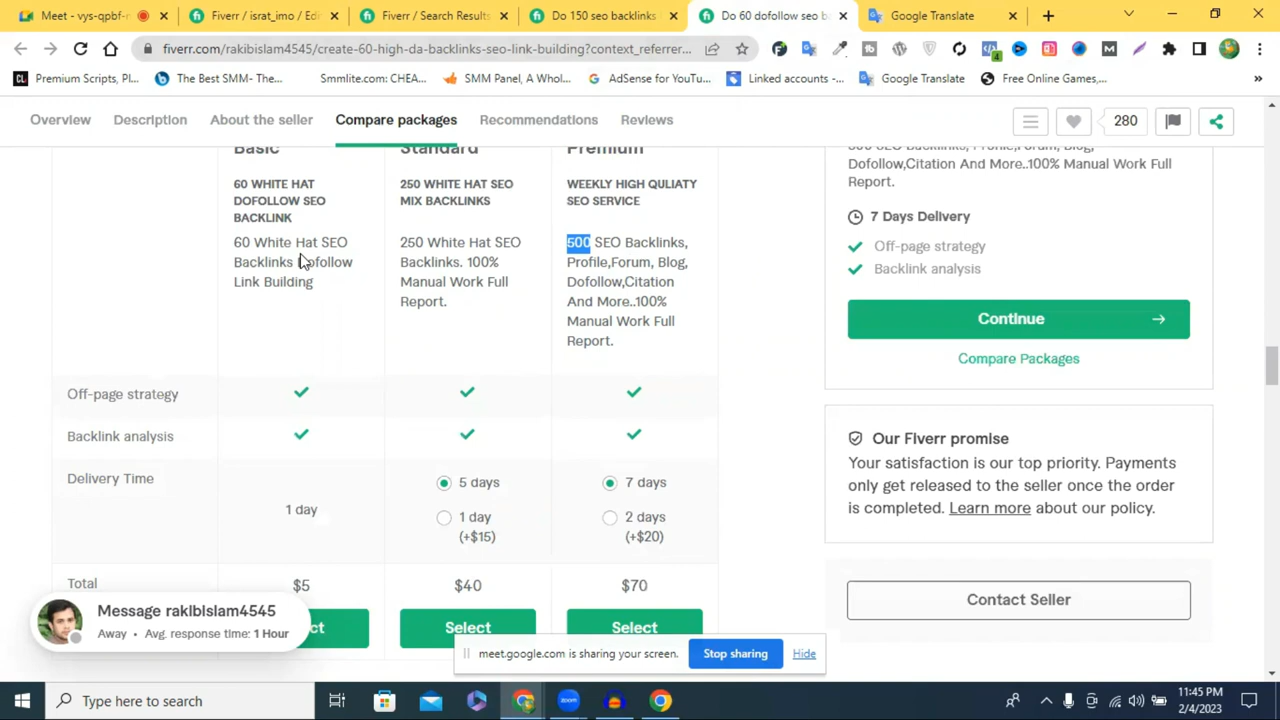 Meet - vys-qpbf-r
Fiverr / israt_imo / Edi
Fiverr / Search Results
Do 150 seo backlinks
Do 60 dofollow seo b
Google Translate
fiverr.com/rakibislam4545/create-60-high-da-backlinks-seo-link-building?context_referrer...
4
Premium Scripts, Pl...
The Best SMM- The...
Smmlite.com: CHEA...
SMM Panel, A Whol...
AdSense for YouTu...
Linked accounts -...
Google Translate
Free Online Games,...
Overview
Description
About the seller
Compare packages
Recommendations
Reviews
280
Basic
Standard
Premium
60 WHITE HAT
DOFOLLOW SEO
BACKLINK
60 White Hat SEO
Backlinks Dofollow
Link Building
250 WHITE HAT SEO
MIX BACKLINKS
250 White Hat SEO
Backlinks. 100%
Manual Work Full
Report.
WEEKLY HIGH QULIATY
SEO SERVICE
500 SEO Backlinks,
Profile,Forum, Blog,
Dofollow,Citation
And More..100%
Manual Work Full
Report.
Off-page strategy
Backlink analysis
Delivery Time
1 day
5 days
1 day
(+$15)
7 days
2 days
(+$20)
Total
$5
$40
$70
Select
Select
500 SEO Backlinks, Profile,Forum, Blog,
Dofollow,Citation And More..100% Manual Work Full
Report.
7 Days Delivery
Off-page strategy
Backlink analysis
Continue
Compare Packages
Our Fiverr promise
Your satisfaction is our top priority. Payments
only get released to the seller once the order
is completed. Learn more about our policy.
Contact Seller
Message rakibislam4545
Away • Avg. response time: 1 Hour
meet.google.com is sharing your screen.
Stop sharing
Hide
Type here to search
11:45 PM
2/4/2023